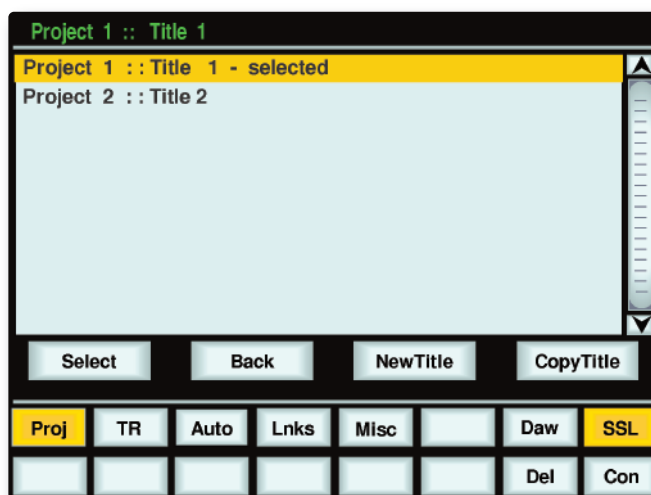 Project 1 :: Title 1
Project 1 :: Title 1 - selected
Project 2 :: Title 2
Select Back NewTitle CopyTitle
Proj TR Auto Lnks Misc Daw SSL
Del Con